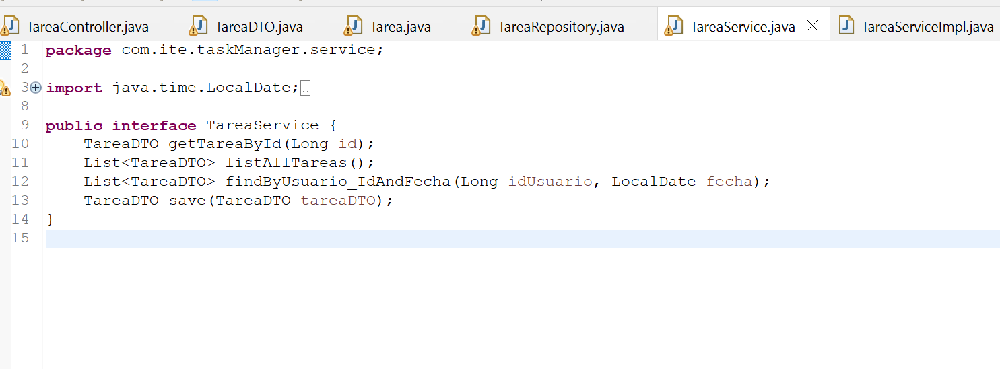 TareaController.java TareaDTO.java Tarea.java TareaRepository.java TareaService.java TareaServiceImpl.java
1 package com.ite.taskManager.service;
2
3 import java.time.LocalDate;
8
9 public interface TareaService {
10 TareaDTO getTareaById(Long id);
11 List<TareaDTO> listAllTareas();
12 List<TareaDTO> findByUsuario_IdAndFecha(Long idUsuario, LocalDate fecha);
13 TareaDTO save(TareaDTO tareaDTO);
14 }
15